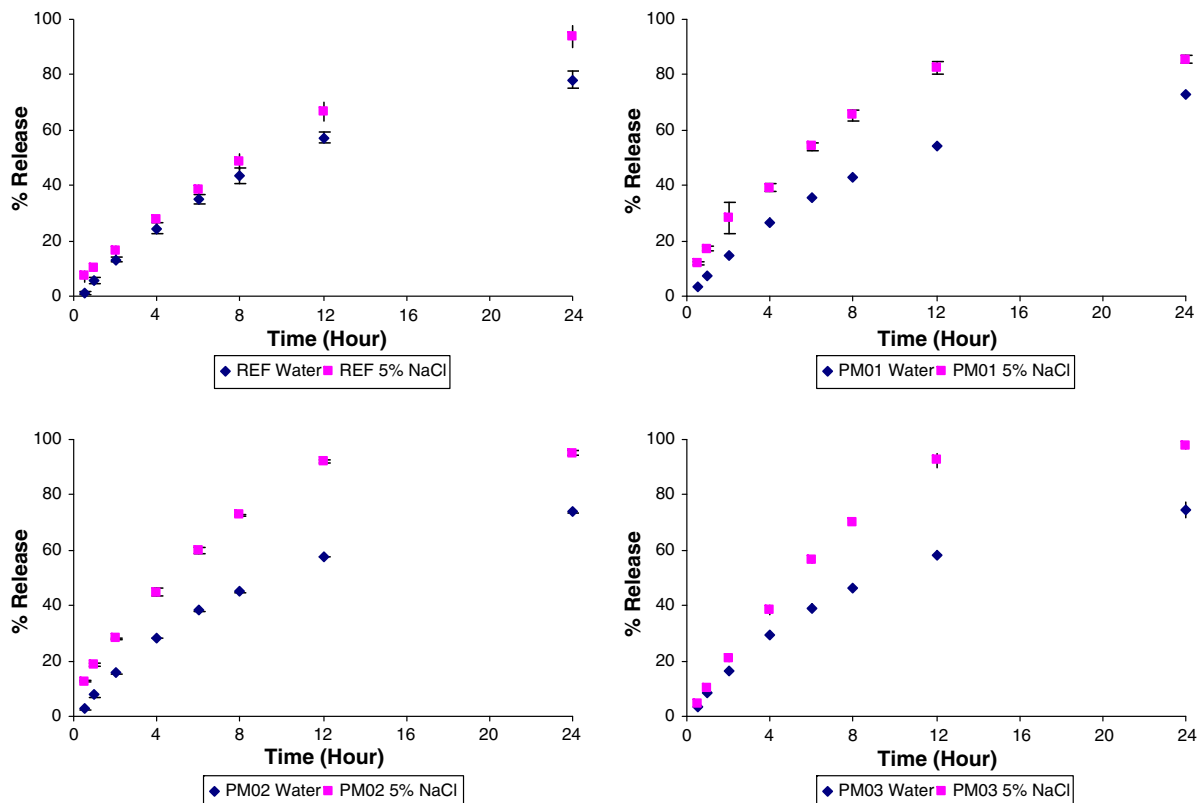 100
80
60
40
20
0
% Release
0 4 8 12 16 20 24
Time (Hour)
REF Water REF 5% NaCl
100
80
60
40
20
0
% Release
0 4 8 12 16 20 24
Time (Hour)
PM01 Water PM01 5% NaCl
100
80
60
40
20
0
% Release
0 4 8 12 16 20 24
Time (Hour)
PM02 Water PM02 5% NaCl
100
80
60
40
20
0
% Release
0 4 8 12 16 20 24
Time (Hour)
PM03 Water PM03 5% NaCl